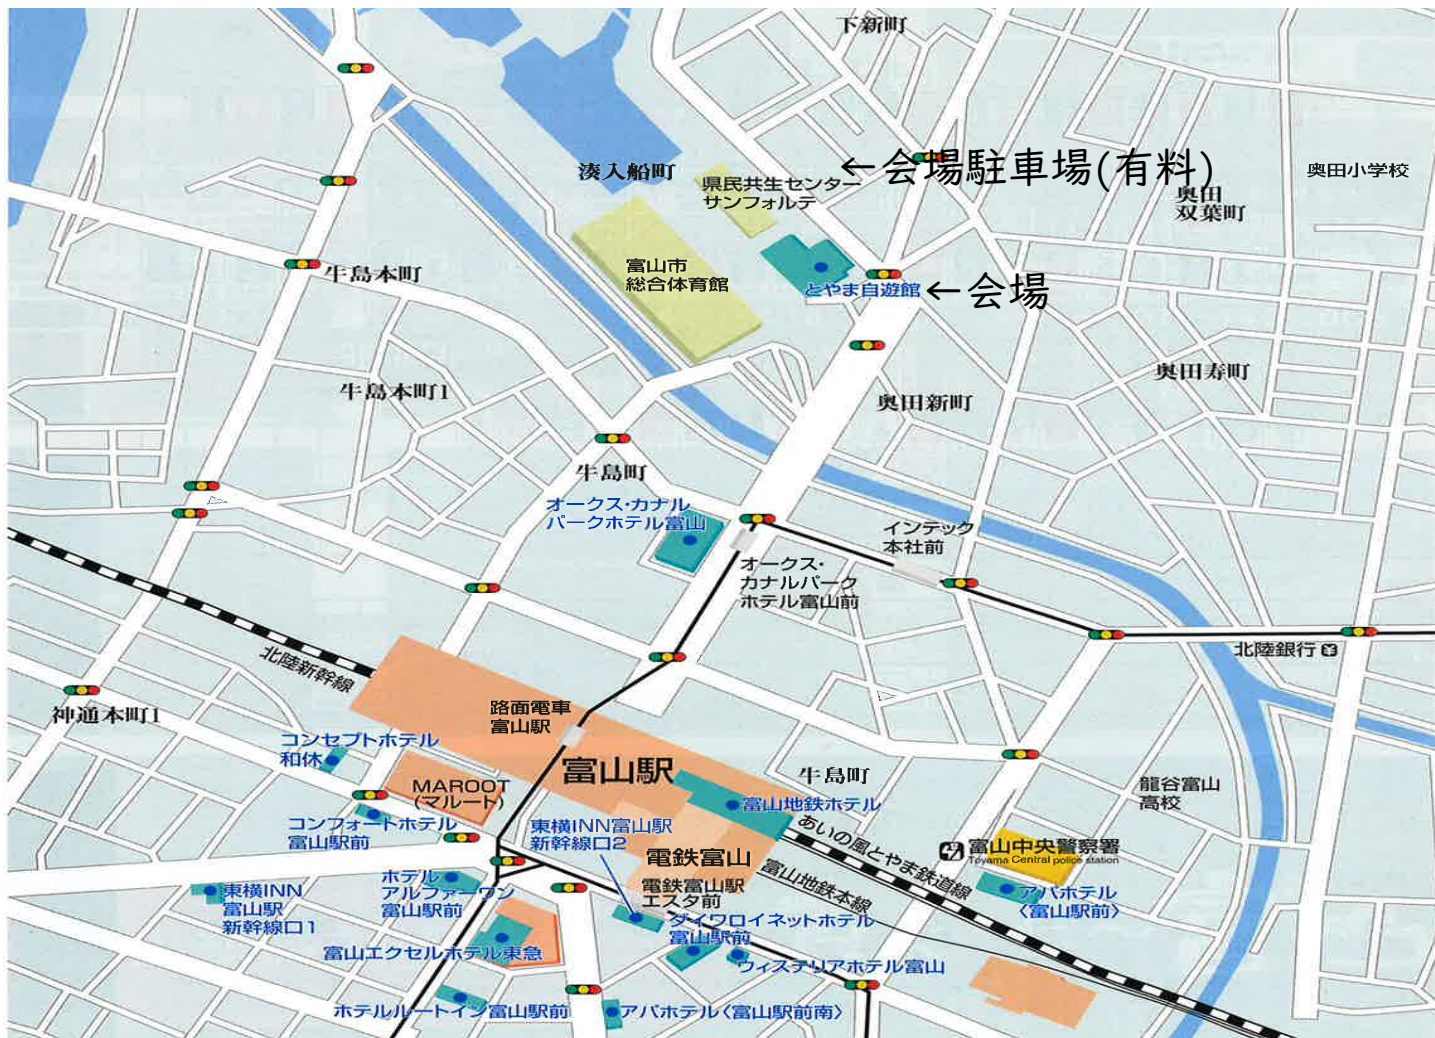 下新町
←会場駐車場(有料)
湊入船町
県民共生センター
サンフォルテ
奥田小学校
奥田
双葉町
富山市
総合体育館
牛島本町
とやま自遊館
←会場
牛島本町1
奥田新町
奥田寿町
牛島町
オークス・カナル
パークホテル富山
インテック
本社前
オークス・
カナルパーク
ホテル富山前
北陸銀行
北陸新幹線
神通本町1
路面電車
富山駅
コンセプトホテル
和休
富山駅
牛島町
MAROOT
(マルート)
富山地鉄ホテル
龍谷富山
高校
コンフォートホテル
富山駅前
東横INN富山駅
新幹線口2
あいの風とやま鉄道線
富山中央警察署
Toyama Central police station
電鉄富山
富山地鉄本線
電鉄富山駅
エスタ前
ホテル
アルファーワン
富山駅前
東横INN
富山駅
新幹線口1
アパホテル
〈富山駅前〉
ダイワロイネットホテル
富山駅前
富山エクセルホテル東急
ヴィステリアホテル富山
ホテルルートイン富山駅前
アパホテル〈富山駅前南〉